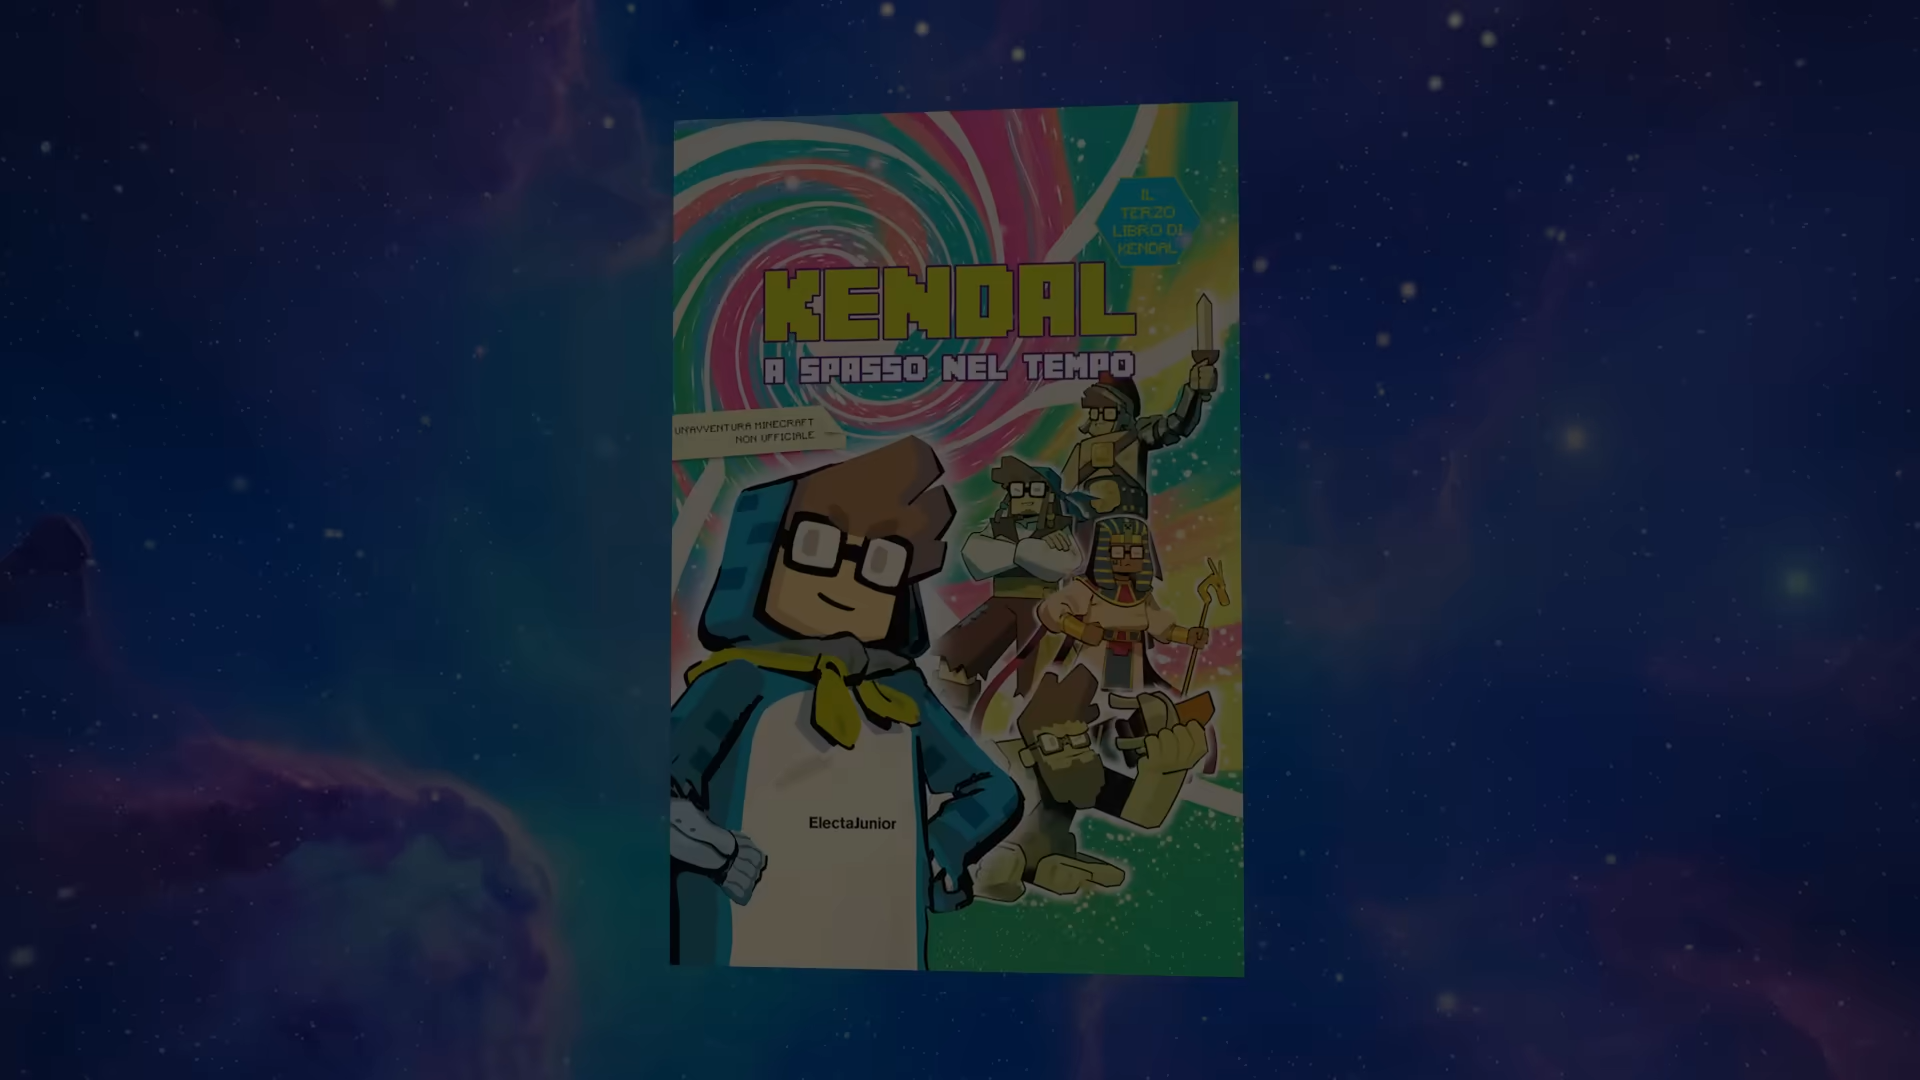 IL
TERZO
LIBRO DI
KENDAL
KENDAL
A SPASSO NEL TEMPO
UN'AVVENTURA MINECRAFT
NON UFFICIALE
ElectaJunior